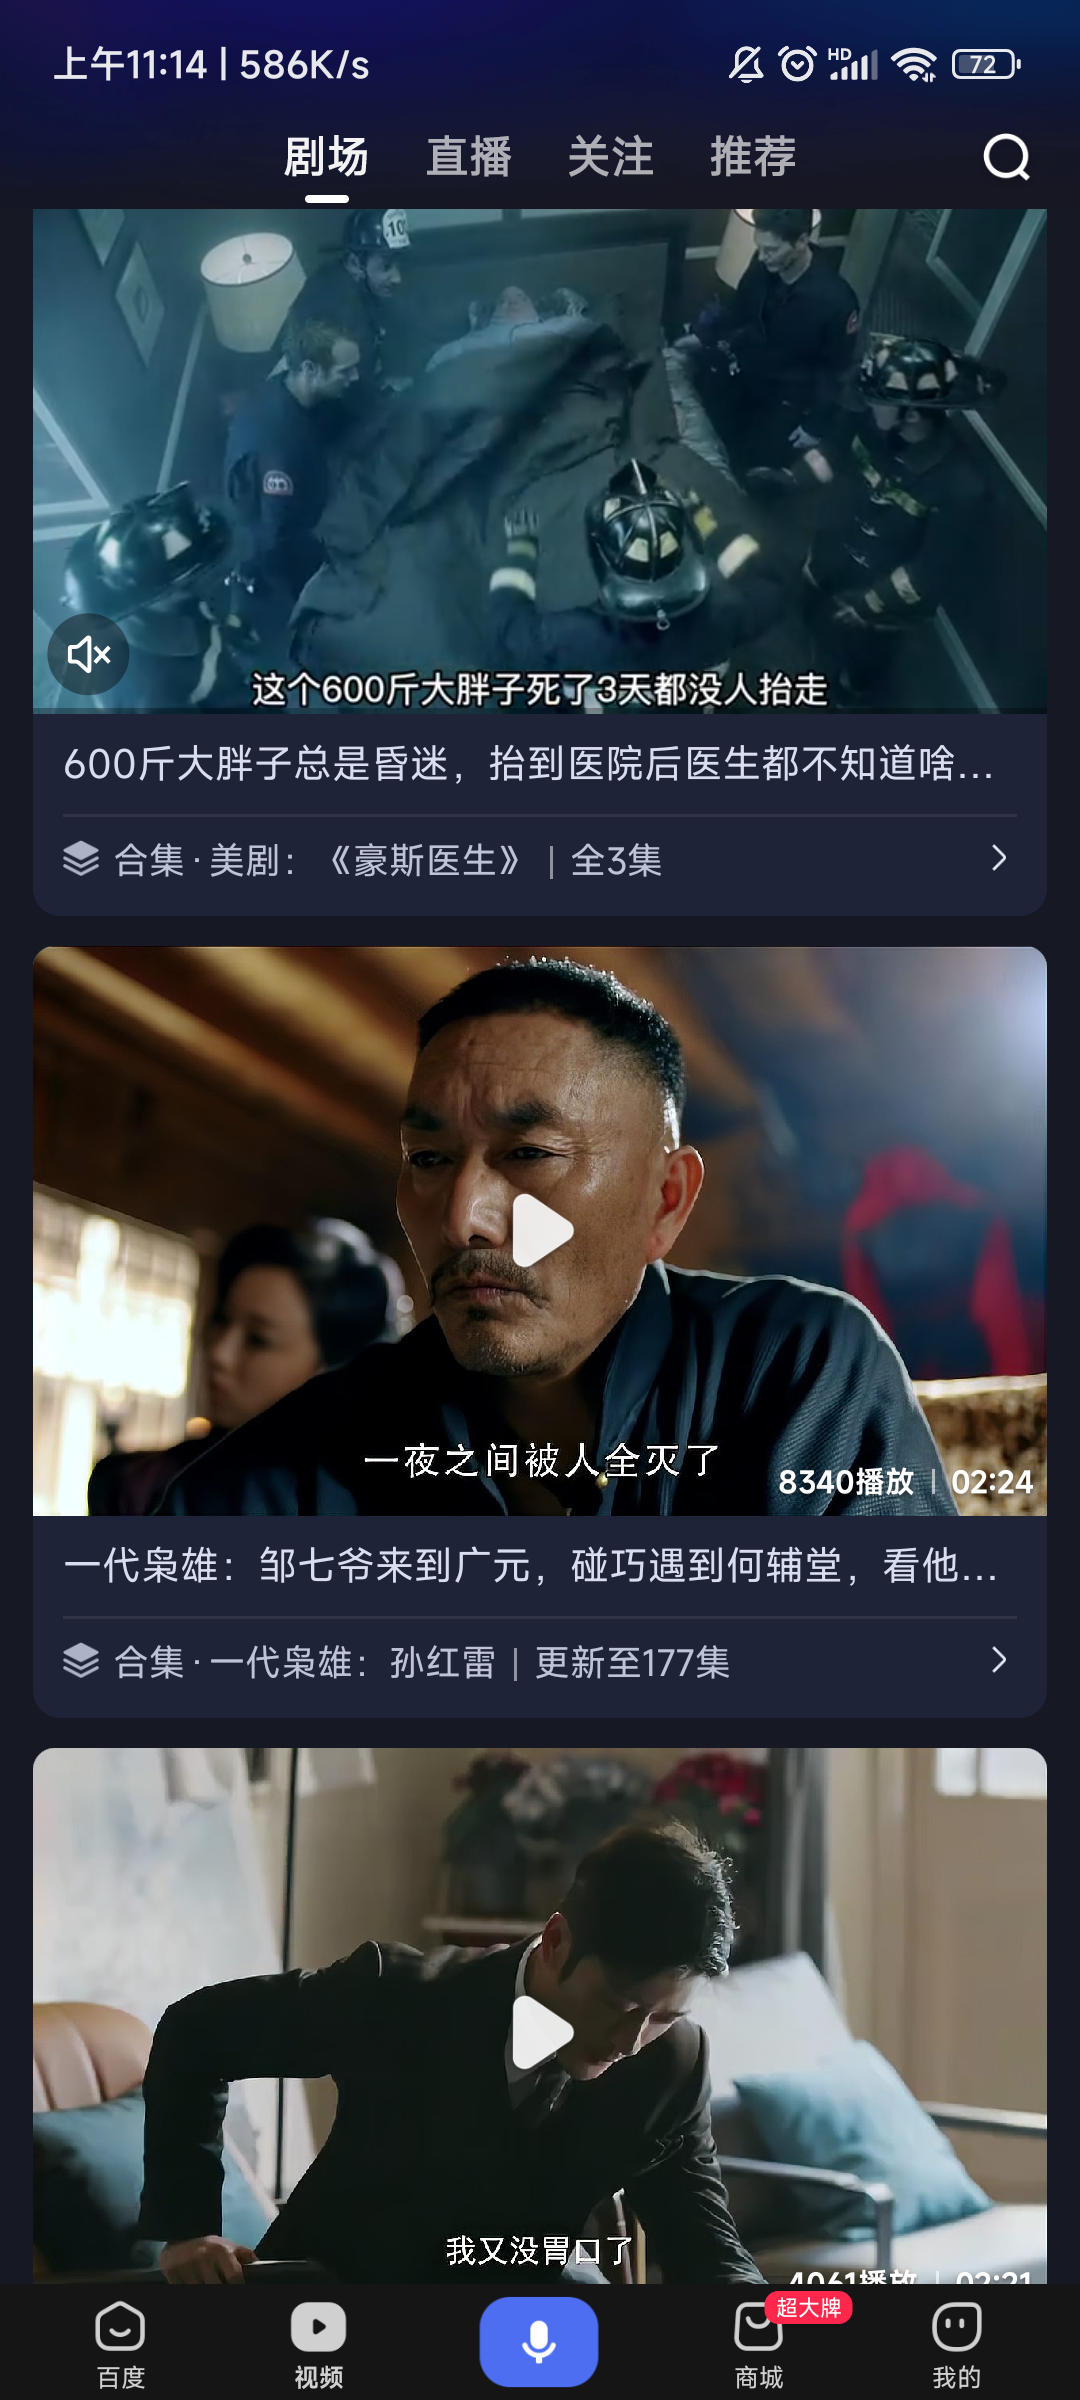 上午11:14 | 586K/s
HD
72
剧场 直播 关注 推荐
100
这个600斤大胖子死了3天都没人抬走
600斤大胖子总是昏迷，抬到医院后医生都不知道啥...
合集·美剧：《豪斯医生》 | 全3集
一夜之间被人全灭了
8340播放 | 02:24
一代枭雄：邹七爷来到广元，碰巧遇到何辅堂，看他...
合集·一代枭雄：孙红雷 | 更新至177集
我又没胃口了
4061播放 | 02:21
超大牌
百度 视频 商城 我的